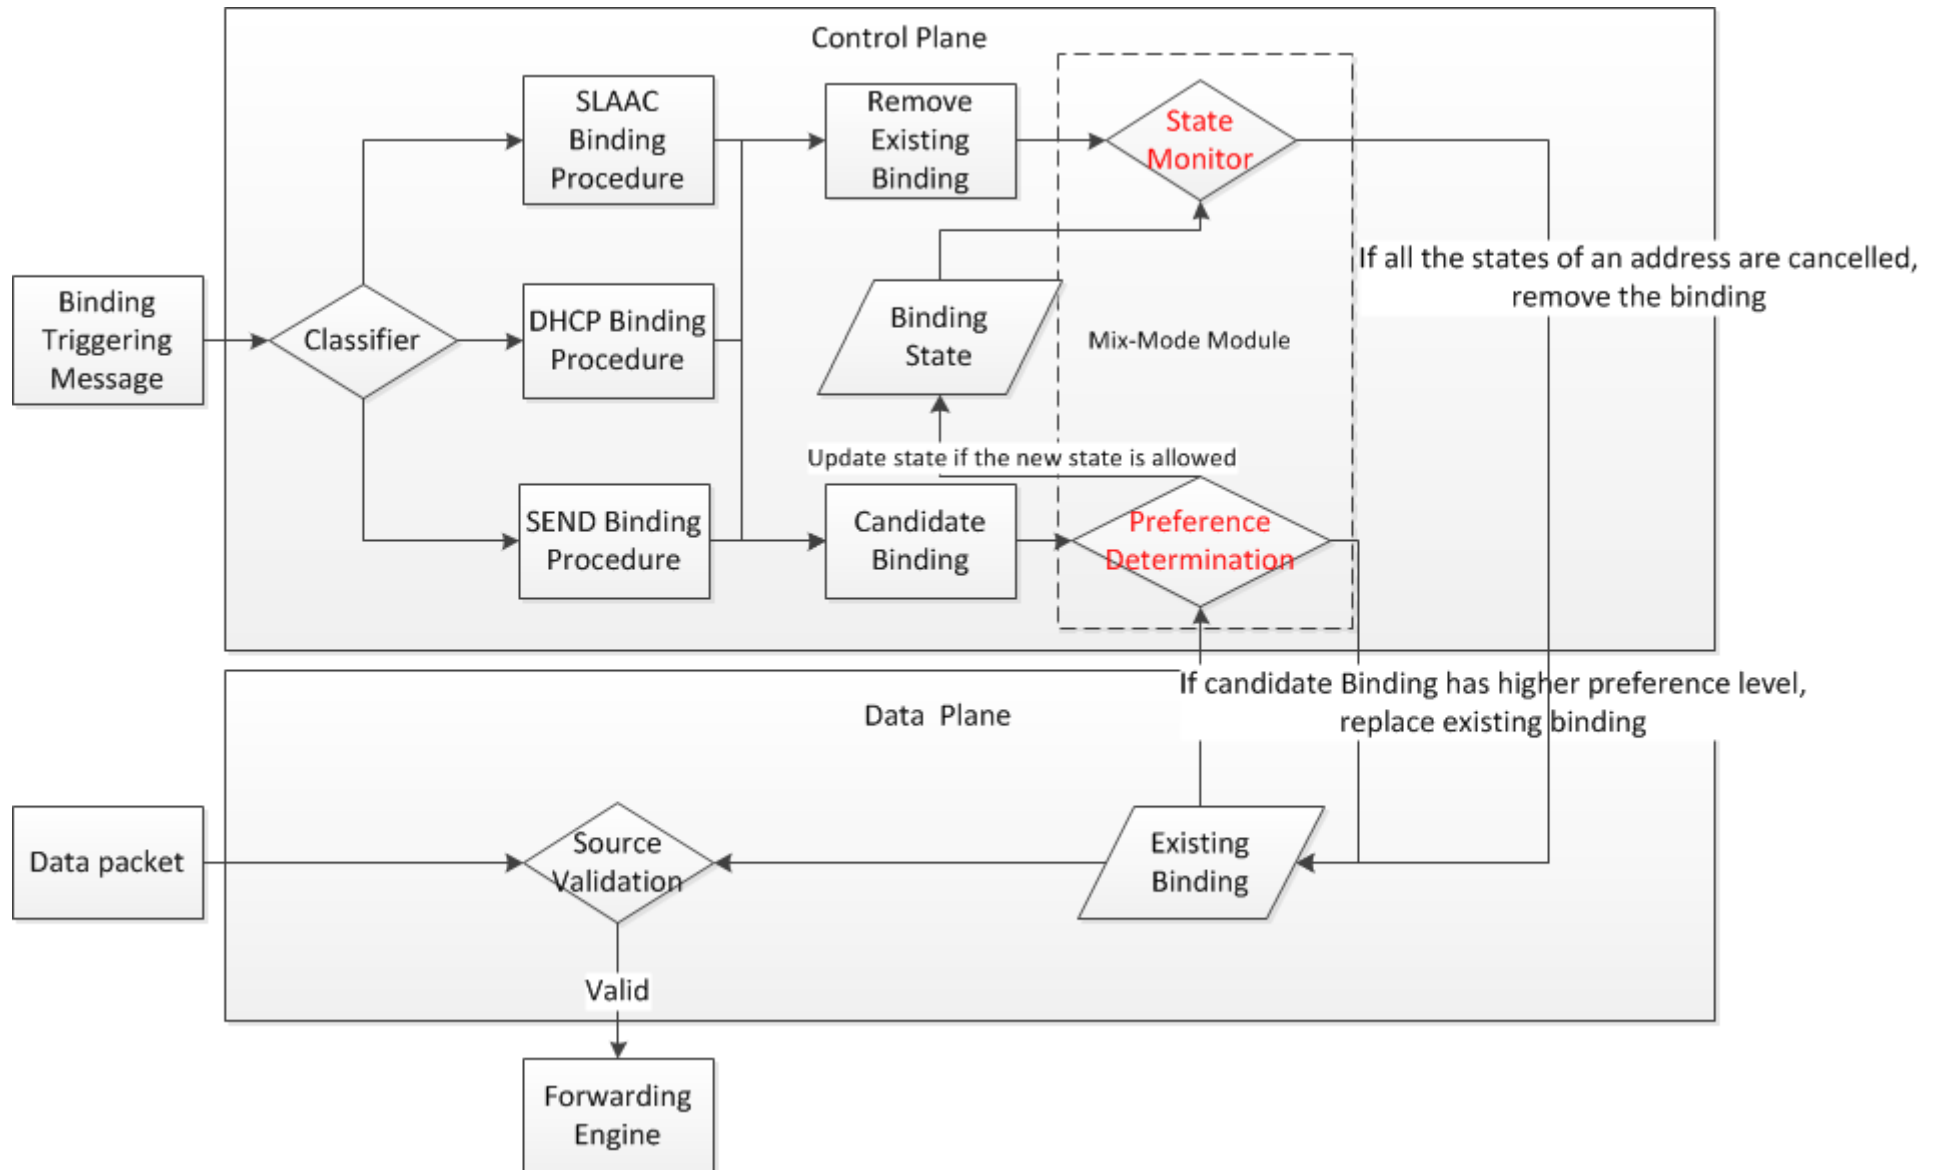 Control Plane
SLAAC
Binding
Procedure
Remove
Existing
Binding
State
Monitor
If all the states of an address are cancelled,
remove the binding
Binding
Triggering
Message
Classifier
DHCP Binding
Procedure
Binding
State
Mix-Mode Module
Update state if the new state is allowed
SEND Binding
Procedure
Candidate
Binding
Preference
Determination
If candidate Binding has higher preference level,
replace existing binding
Data Plane
Data packet
Source
Validation
Existing
Binding
Valid
Forwarding
Engine